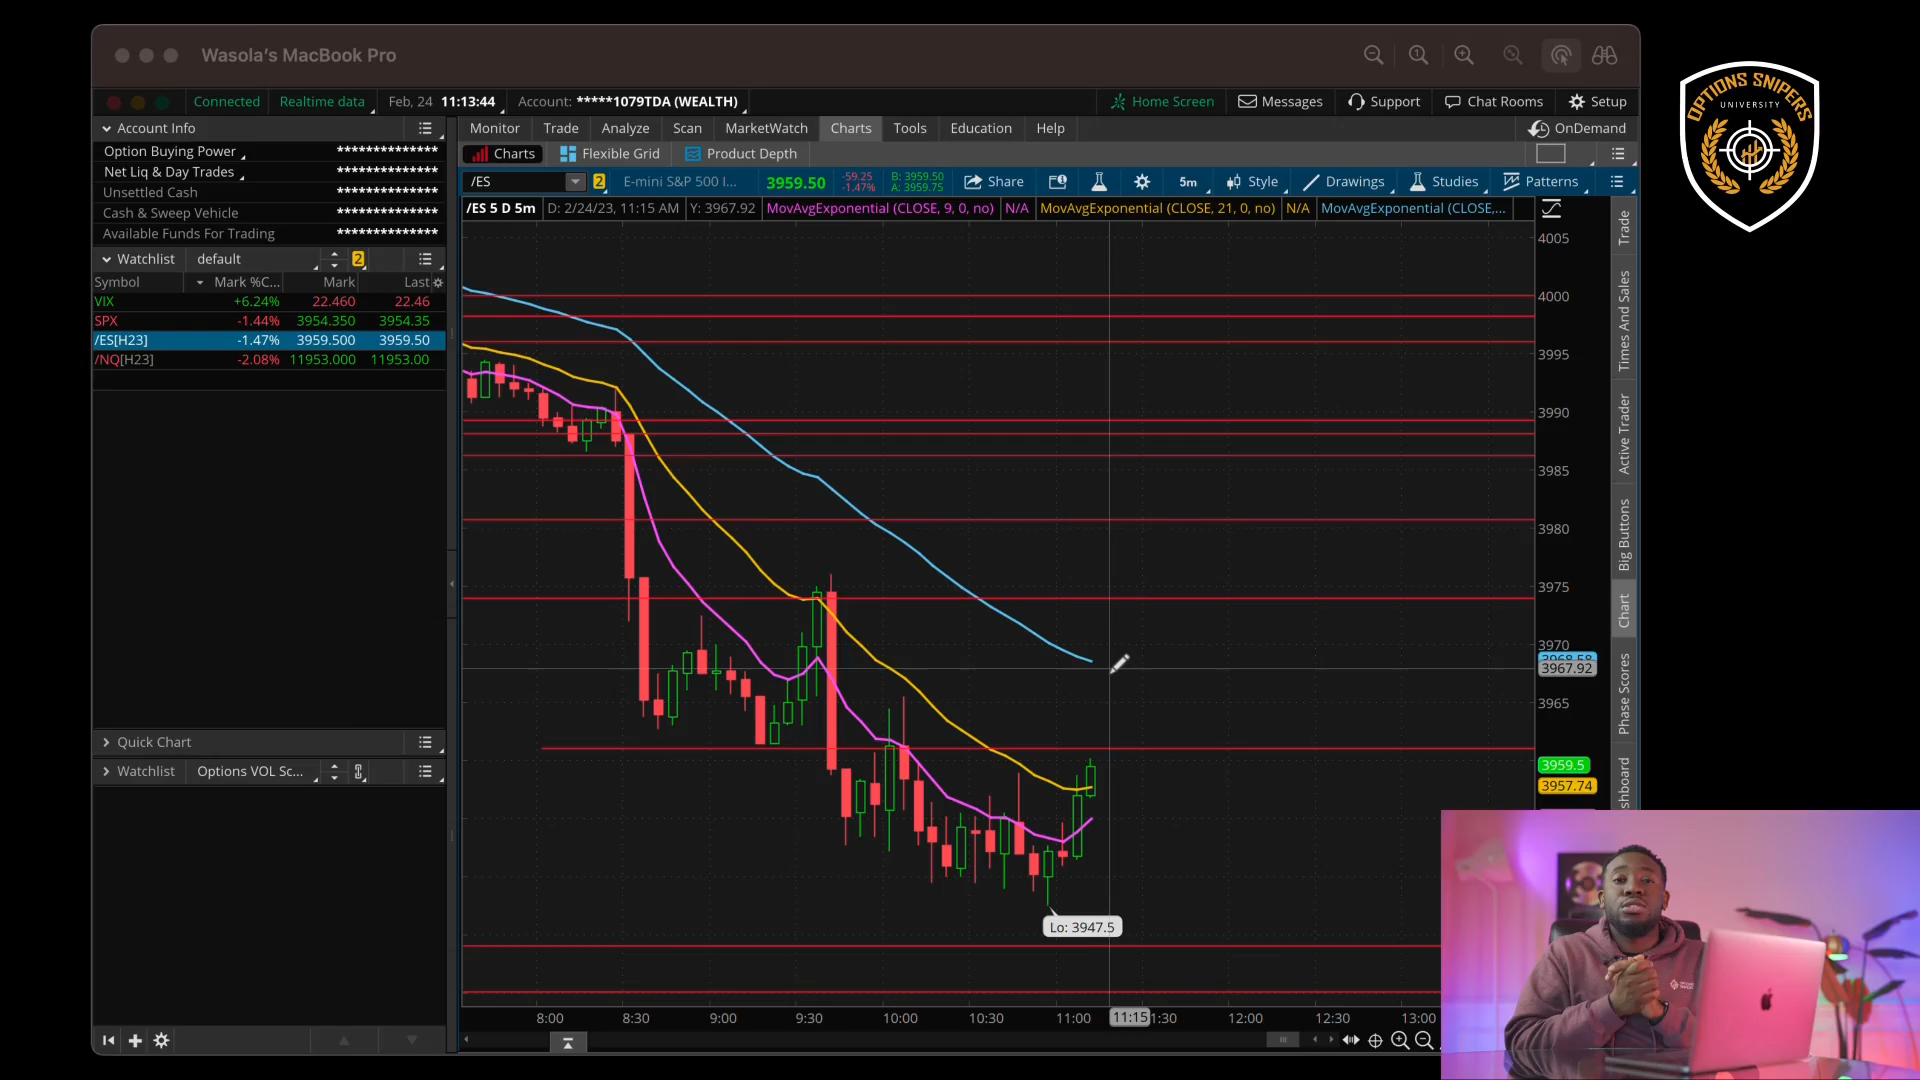 Wasola's MacBook Pro
OPTIONS SNIPERS
UNIVERSITY
Connected Realtime data Feb, 24 11:13:44 Account: *****1079TDA (WEALTH) Home Screen Messages Support Chat Rooms Setup
Account Info
Monitor Trade Analyze Scan MarketWatch Charts Tools Education Help OnDemand
Option Buying Power **************
Charts Flexible Grid Product Depth
Net Liq & Day Trades **************
Unsettled Cash **************
/ES 2 E-mini S&P 500 I... 3959.50 -59.25 -1.47% B: 3959.50 A: 3959.75 Share 5m Style Drawings Studies Patterns
Cash & Sweep Vehicle **************
/ES 5 D 5m D: 2/24/23, 11:15 AM Y: 3967.92 MovAvgExponential (CLOSE, 9, 0, no) N/A MovAvgExponential (CLOSE, 21, 0, no) N/A MovAvgExponential (CLOSE,...
Available Funds For Trading **************
Watchlist default 2
Symbol Mark %C... Mark Last
VIX +6.24% 22.460 22.46
SPX -1.44% 3954.350 3954.35
/ES[H23] -1.47% 3959.500 3959.50
/NQ[H23] -2.08% 11953.000 11953.00
Quick Chart
Watchlist Options VOL Sc...
4005
4000
3995
3990
3985
3980
3975
3970
3968.58
3967.92
3965
3959.5
3957.74
Lo: 3947.5
8:00 8:30 9:00 9:30 10:00 10:30 11:00 11:15 1:30 12:00 12:30 13:00
Trade
Times And Sales
Active Trader
Big Buttons
Chart
Phase Scores
shboard